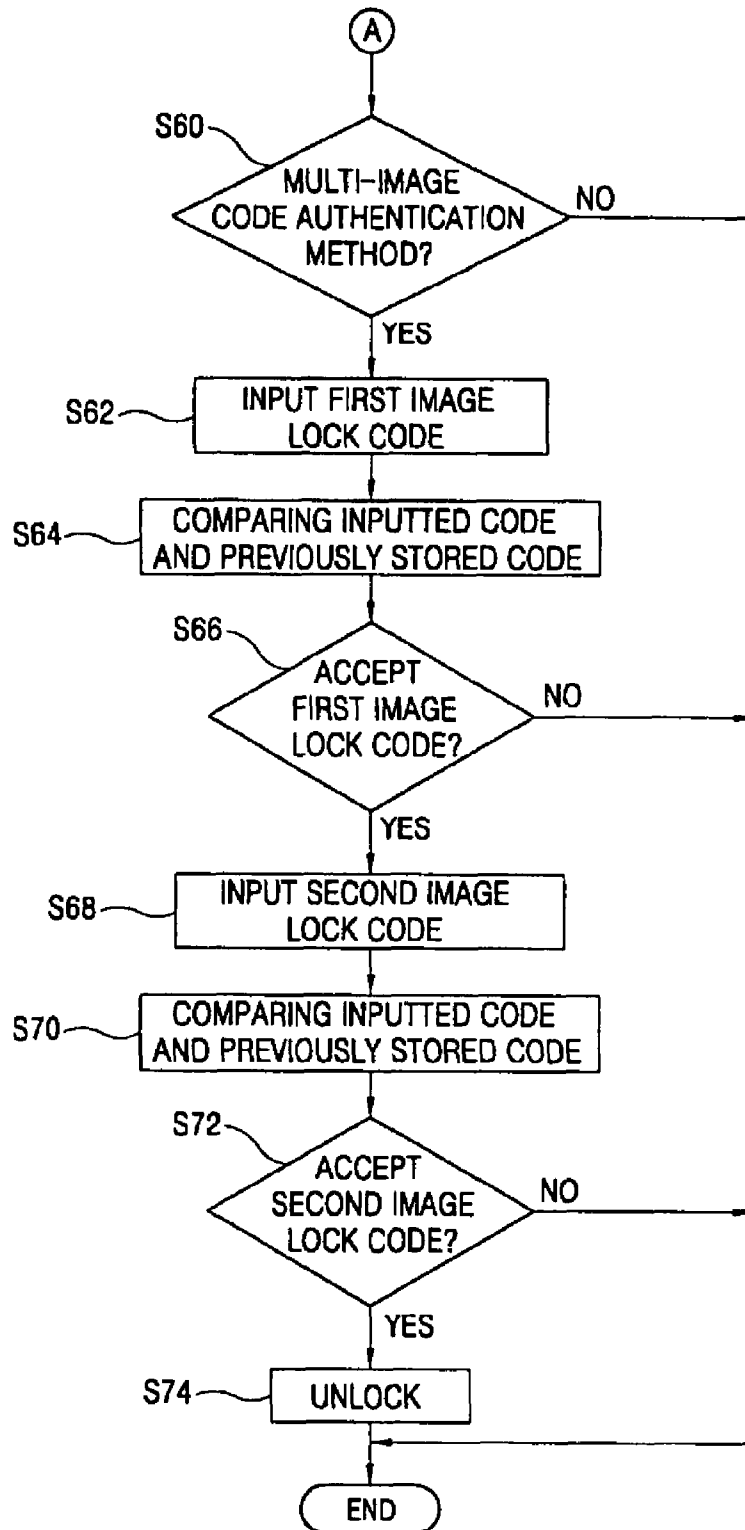 A
S60
MULTI-IMAGE
CODE AUTHENTICATION
METHOD?
NO
YES
S62
INPUT FIRST IMAGE
LOCK CODE
S64
COMPARING INPUTTED CODE
AND PREVIOUSLY STORED CODE
S66
ACCEPT
FIRST IMAGE
LOCK CODE?
NO
YES
S68
INPUT SECOND IMAGE
LOCK CODE
S70
COMPARING INPUTTED CODE
AND PREVIOUSLY STORED CODE
S72
ACCEPT
SECOND IMAGE
LOCK CODE?
NO
YES
S74
UNLOCK
END